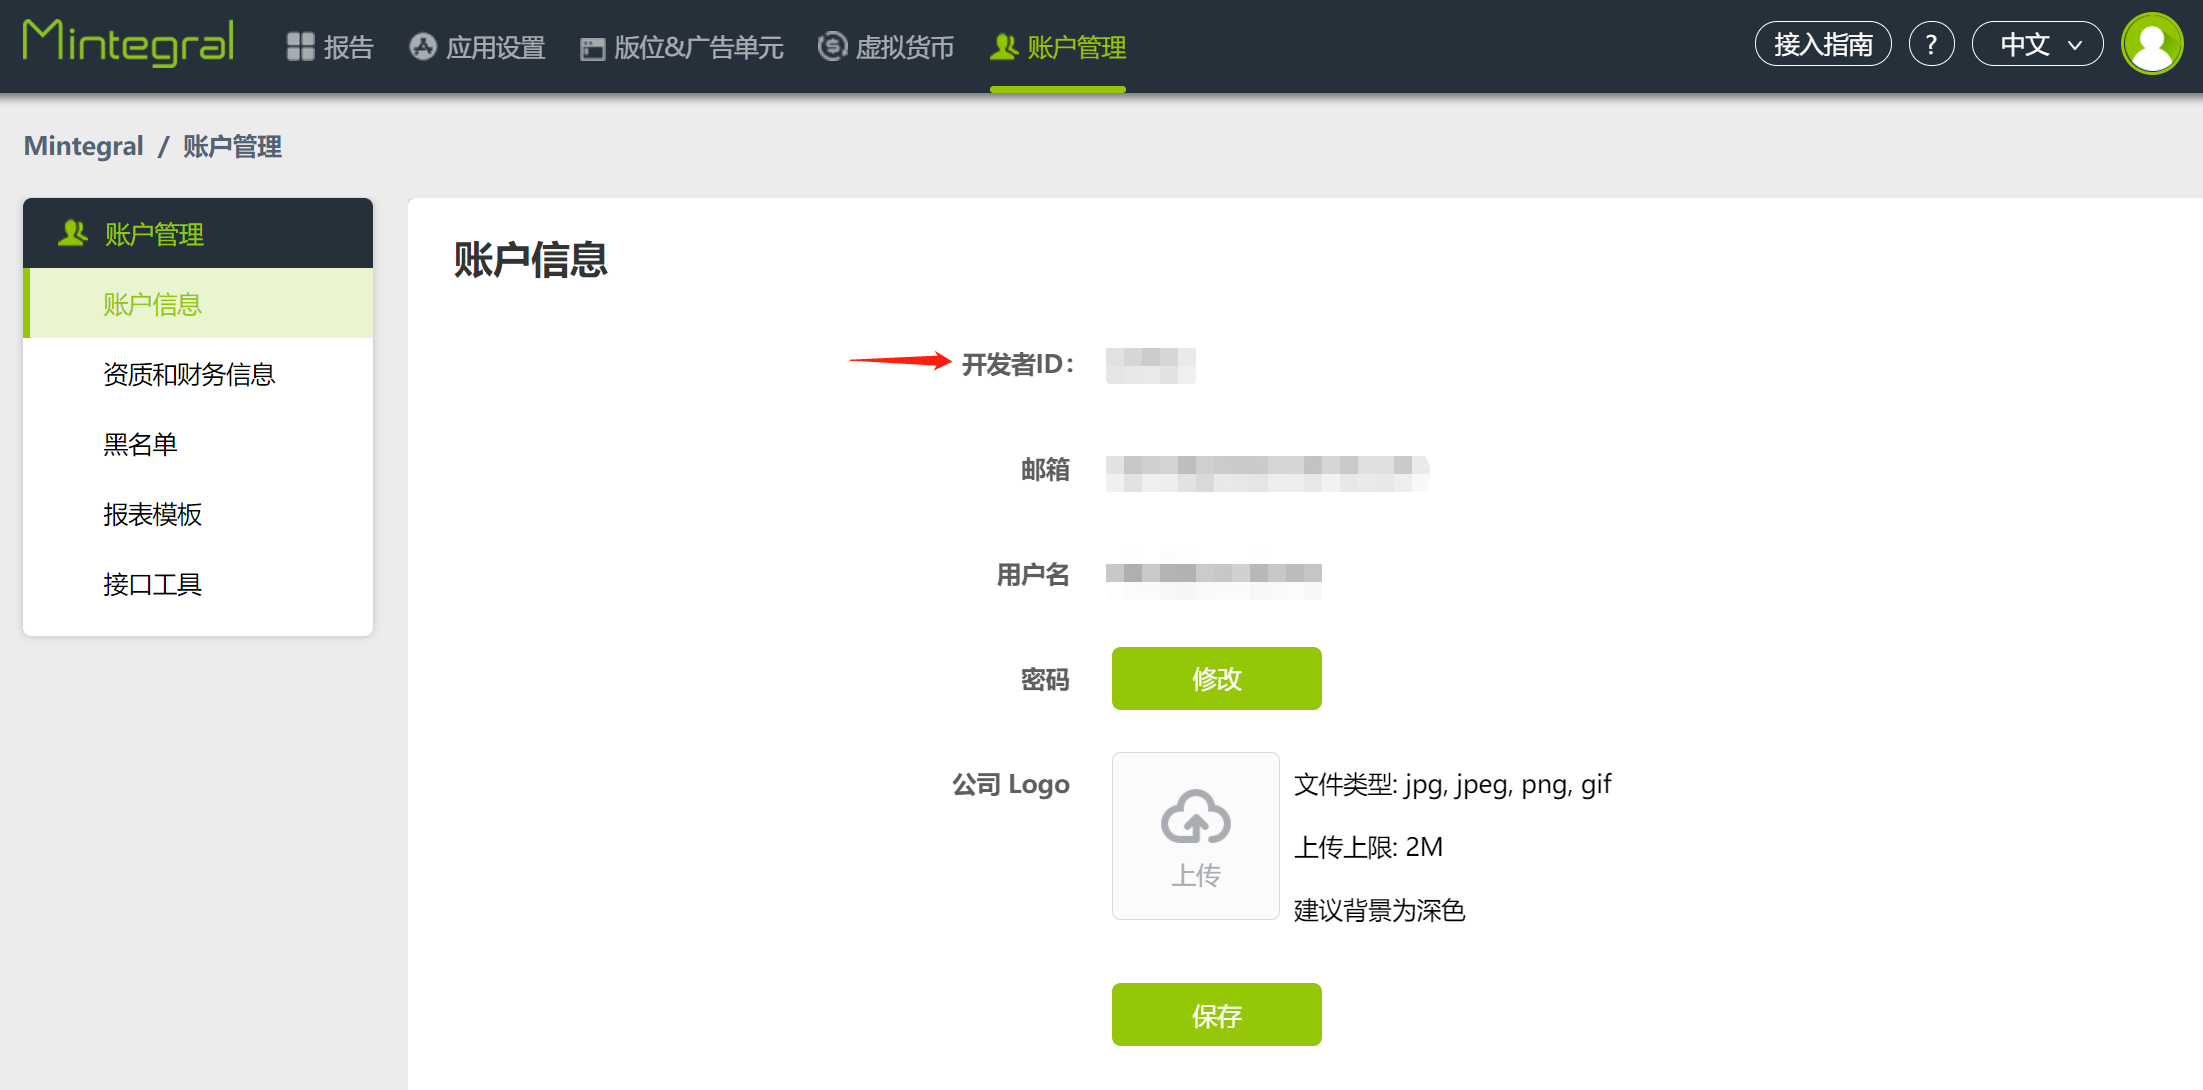 Mintegral 报告 应用设置 版位&广告单元 虚拟货币 账户管理 接入指南 ? 中文
Mintegral / 账户管理
账户管理
账户信息
资质和财务信息
黑名单
报表模板
接口工具
账户信息
开发者ID：
邮箱
用户名
密码 修改
公司 Logo
上传
文件类型: jpg, jpeg, png, gif
上传上限: 2M
建议背景为深色
保存